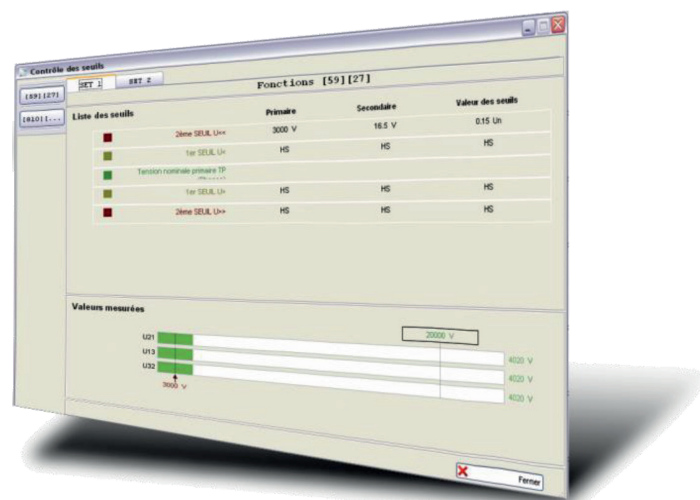 Contrôle des seuils
[59][27]
[81O][...
SET 1
SET 2
Fonctions [59][27]
Liste des seuils
Primaire
Secondaire
Valeur des seuils
2ème SEUIL U<<
3000 V
16.5 V
0.15 Un
1er SEUIL U<
HS
HS
HS
Tension nominale primaire TP
1er SEUIL U>
HS
HS
HS
2ème SEUIL U>>
HS
HS
HS
Valeurs mesurées
20000 V
U21
4020 V
U13
4020 V
U32
4020 V
3000 V
Fermer